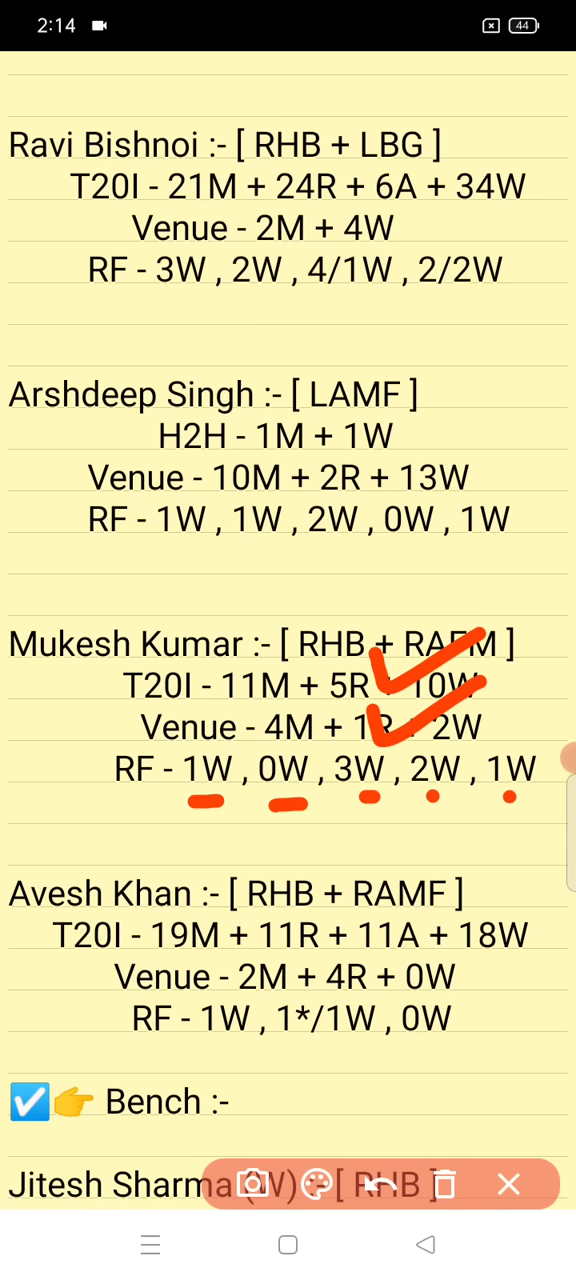 2:14
44
Ravi Bishnoi :- [ RHB + LBG ]
T20I - 21M + 24R + 6A + 34W
Venue - 2M + 4W
RF - 3W , 2W , 4/1W , 2/2W
Arshdeep Singh :- [ LAMF ]
H2H - 1M + 1W
Venue - 10M + 2R + 13W
RF - 1W , 1W , 2W , 0W , 1W
Mukesh Kumar :- [ RHB + RAFM ]
T20I - 11M + 5R + 10W
Venue - 4M + 1R + 2W
RF - 1W , 0W , 3W , 2W , 1W
Avesh Khan :- [ RHB + RAMF ]
T20I - 19M + 11R + 11A + 18W
Venue - 2M + 4R + 0W
RF - 1W , 1*/1W , 0W
☑👉 Bench :-
Jitesh Sharma (W) :- [ RHB ]